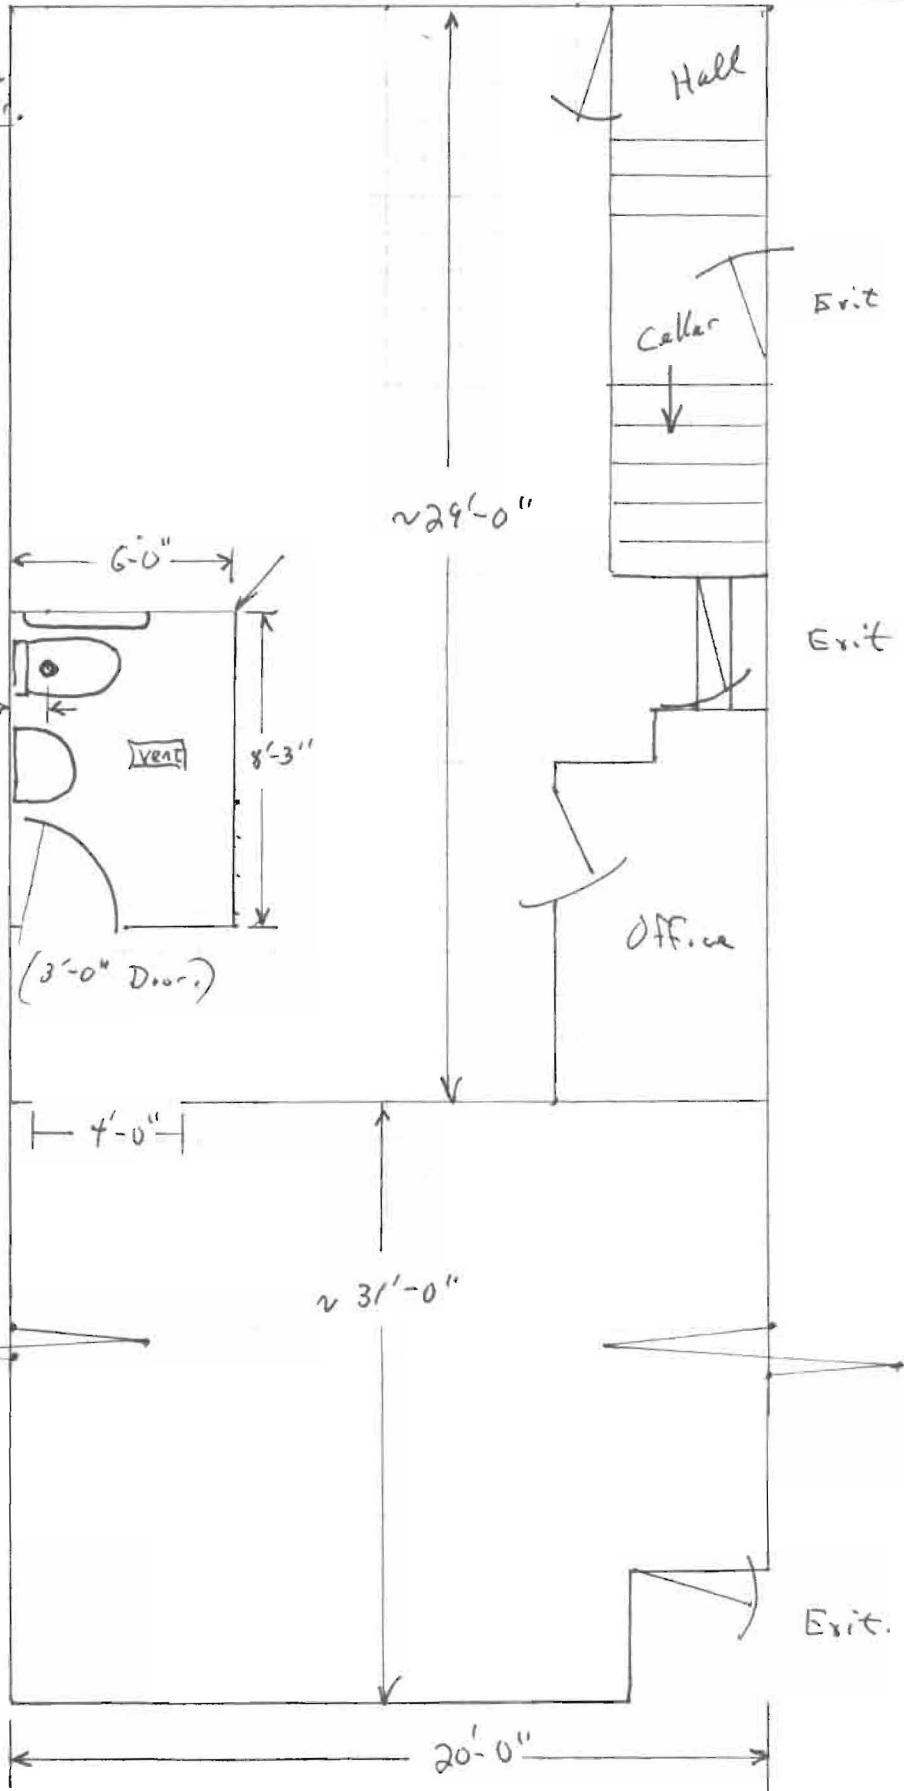 Hall
Exit
Cellar
~29'-0"
6'-0"
Exit
vent
8'-3"
Office
(3'-0" Door.)
4'-0"
~31'-0"
Exit.
20'-0"